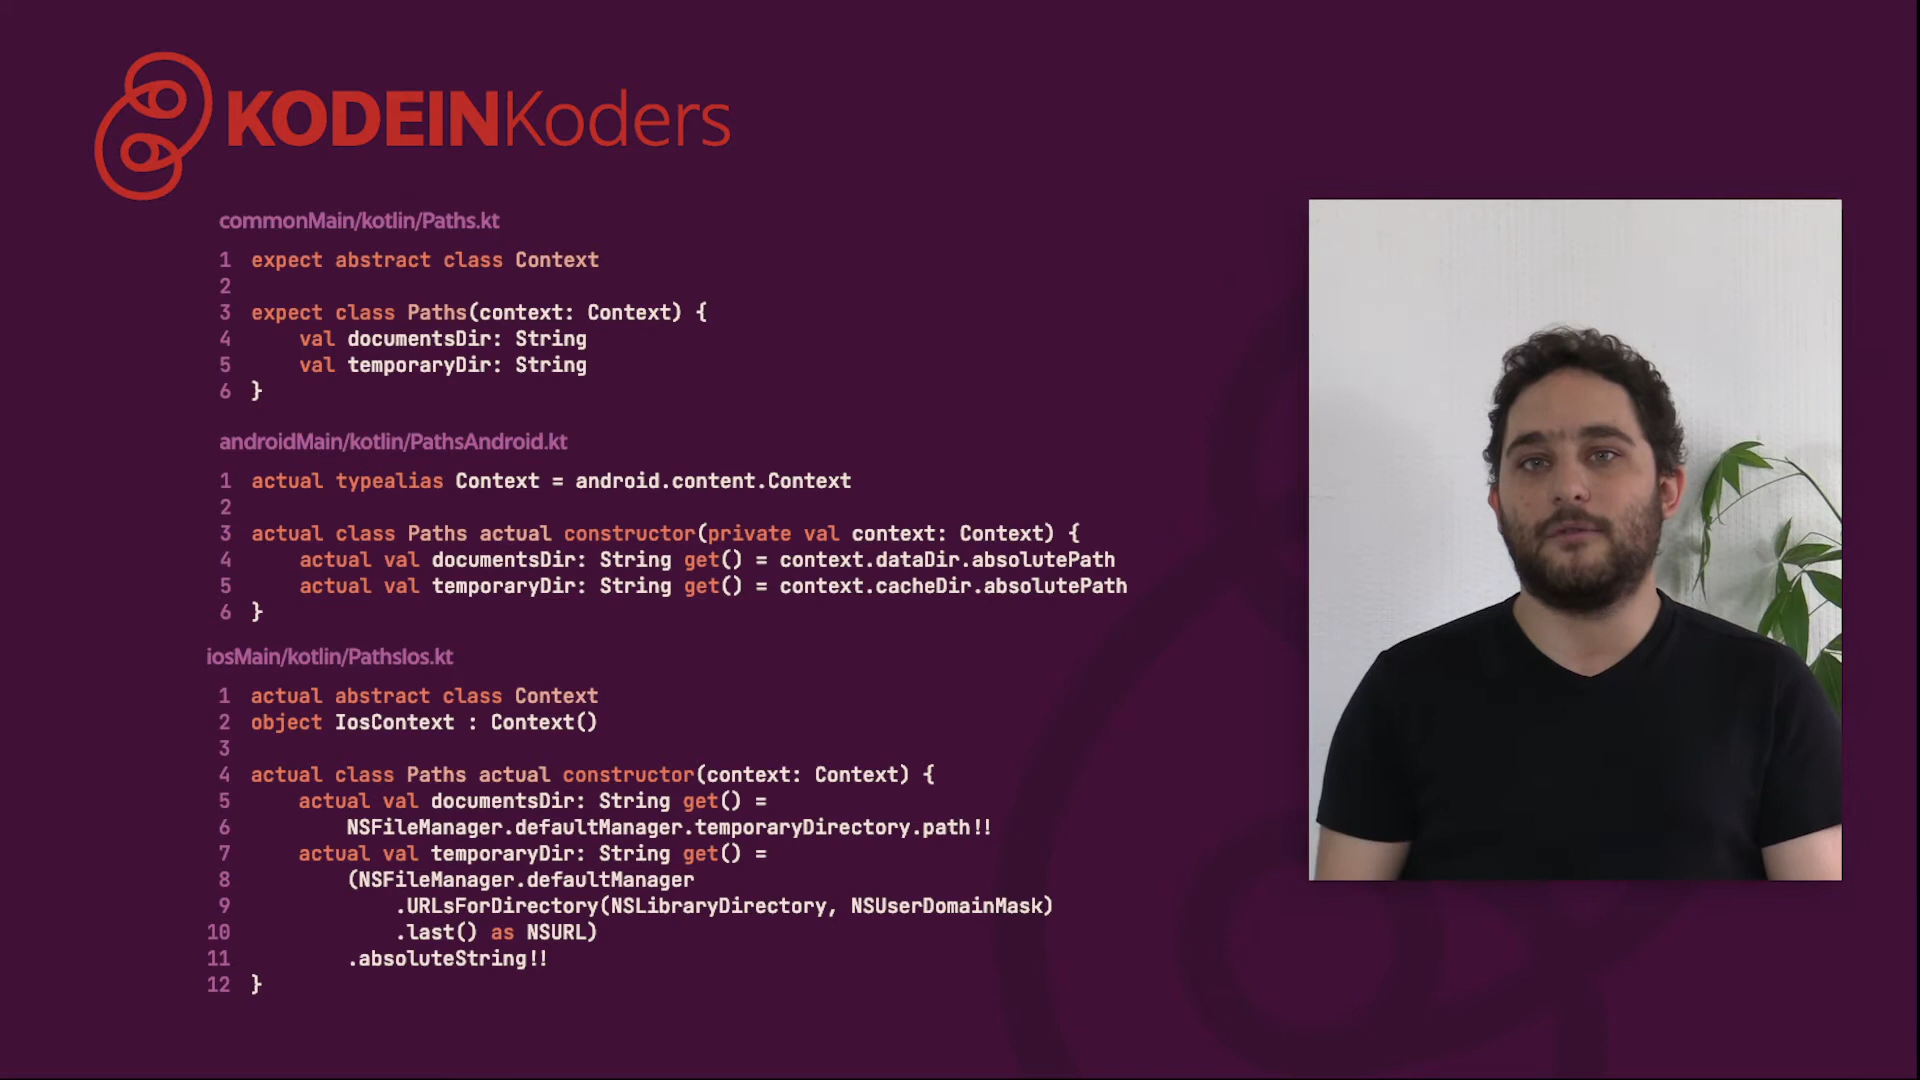 KODEINKoders
commonMain/kotlin/Paths.kt
1 expect abstract class Context
2
3 expect class Paths(context: Context) {
4     val documentsDir: String
5     val temporaryDir: String
6 }
androidMain/kotlin/PathsAndroid.kt
1 actual typealias Context = android.content.Context
2
3 actual class Paths actual constructor(private val context: Context) {
4     actual val documentsDir: String get() = context.dataDir.absolutePath
5     actual val temporaryDir: String get() = context.cacheDir.absolutePath
6 }
iosMain/kotlin/PathsIos.kt
1 actual abstract class Context
2 object IosContext : Context()
3
4 actual class Paths actual constructor(context: Context) {
5     actual val documentsDir: String get() =
6         NSFileManager.defaultManager.temporaryDirectory.path!!
7     actual val temporaryDir: String get() =
8         (NSFileManager.defaultManager
9             .URLsForDirectory(NSLibraryDirectory, NSUserDomainMask)
10             .last() as NSURL)
11         .absoluteString!!
12 }